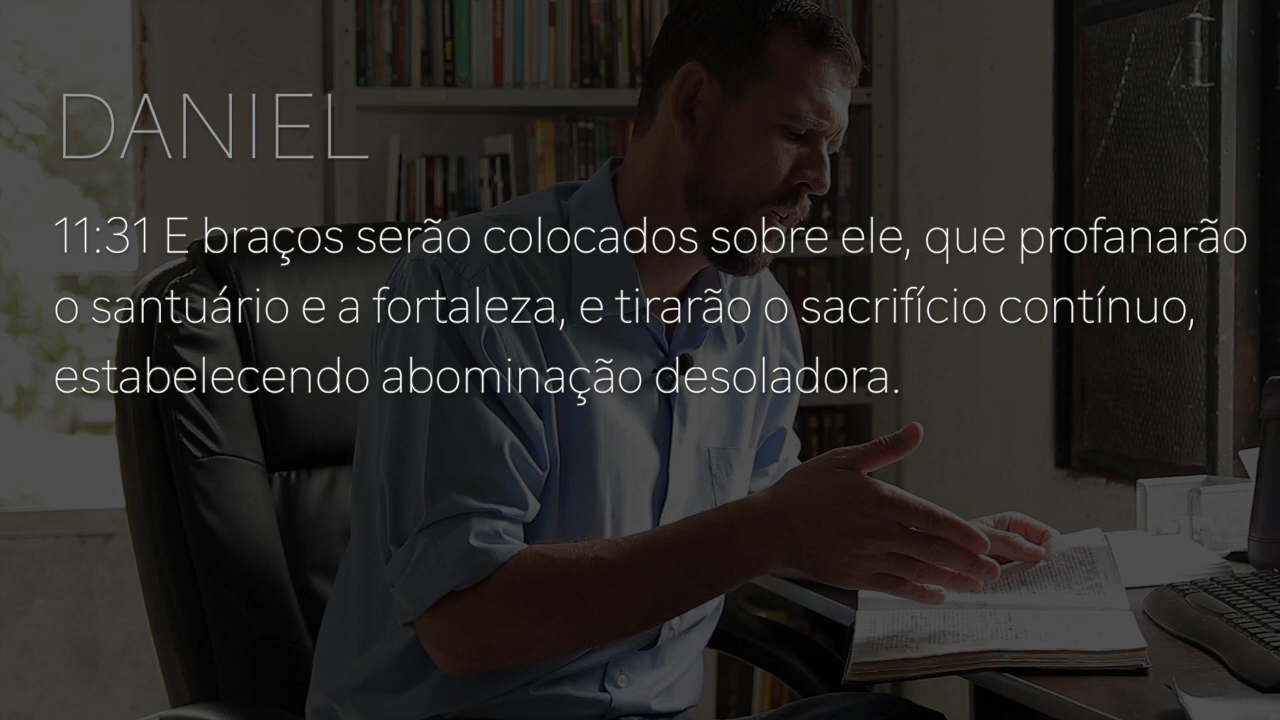 DANIEL
11:31 E braços serão colocados sobre ele, que profanarão
o santuário e a fortaleza, e tirarão o sacrifício contínuo,
estabelecendo abominação desoladora.